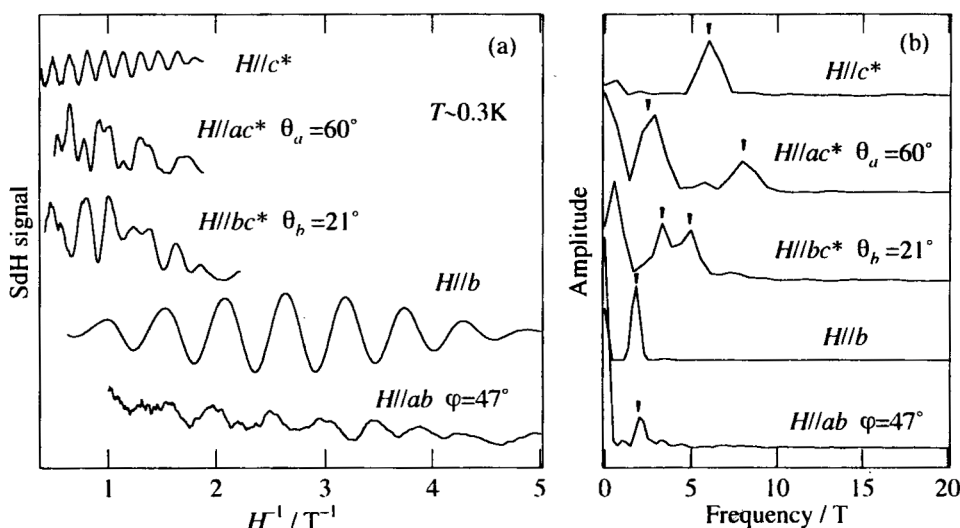 (a)
H//c*
T~0.3K
H//ac* θa=60°
H//bc* θb=21°
H//b
H//ab φ=47°
SdH signal
1 2 3 4 5
H⁻¹ / T⁻¹
(b)
H//c*
H//ac* θa=60°
H//bc* θb=21°
H//b
H//ab φ=47°
Amplitude
0 5 10 15 20
Frequency / T